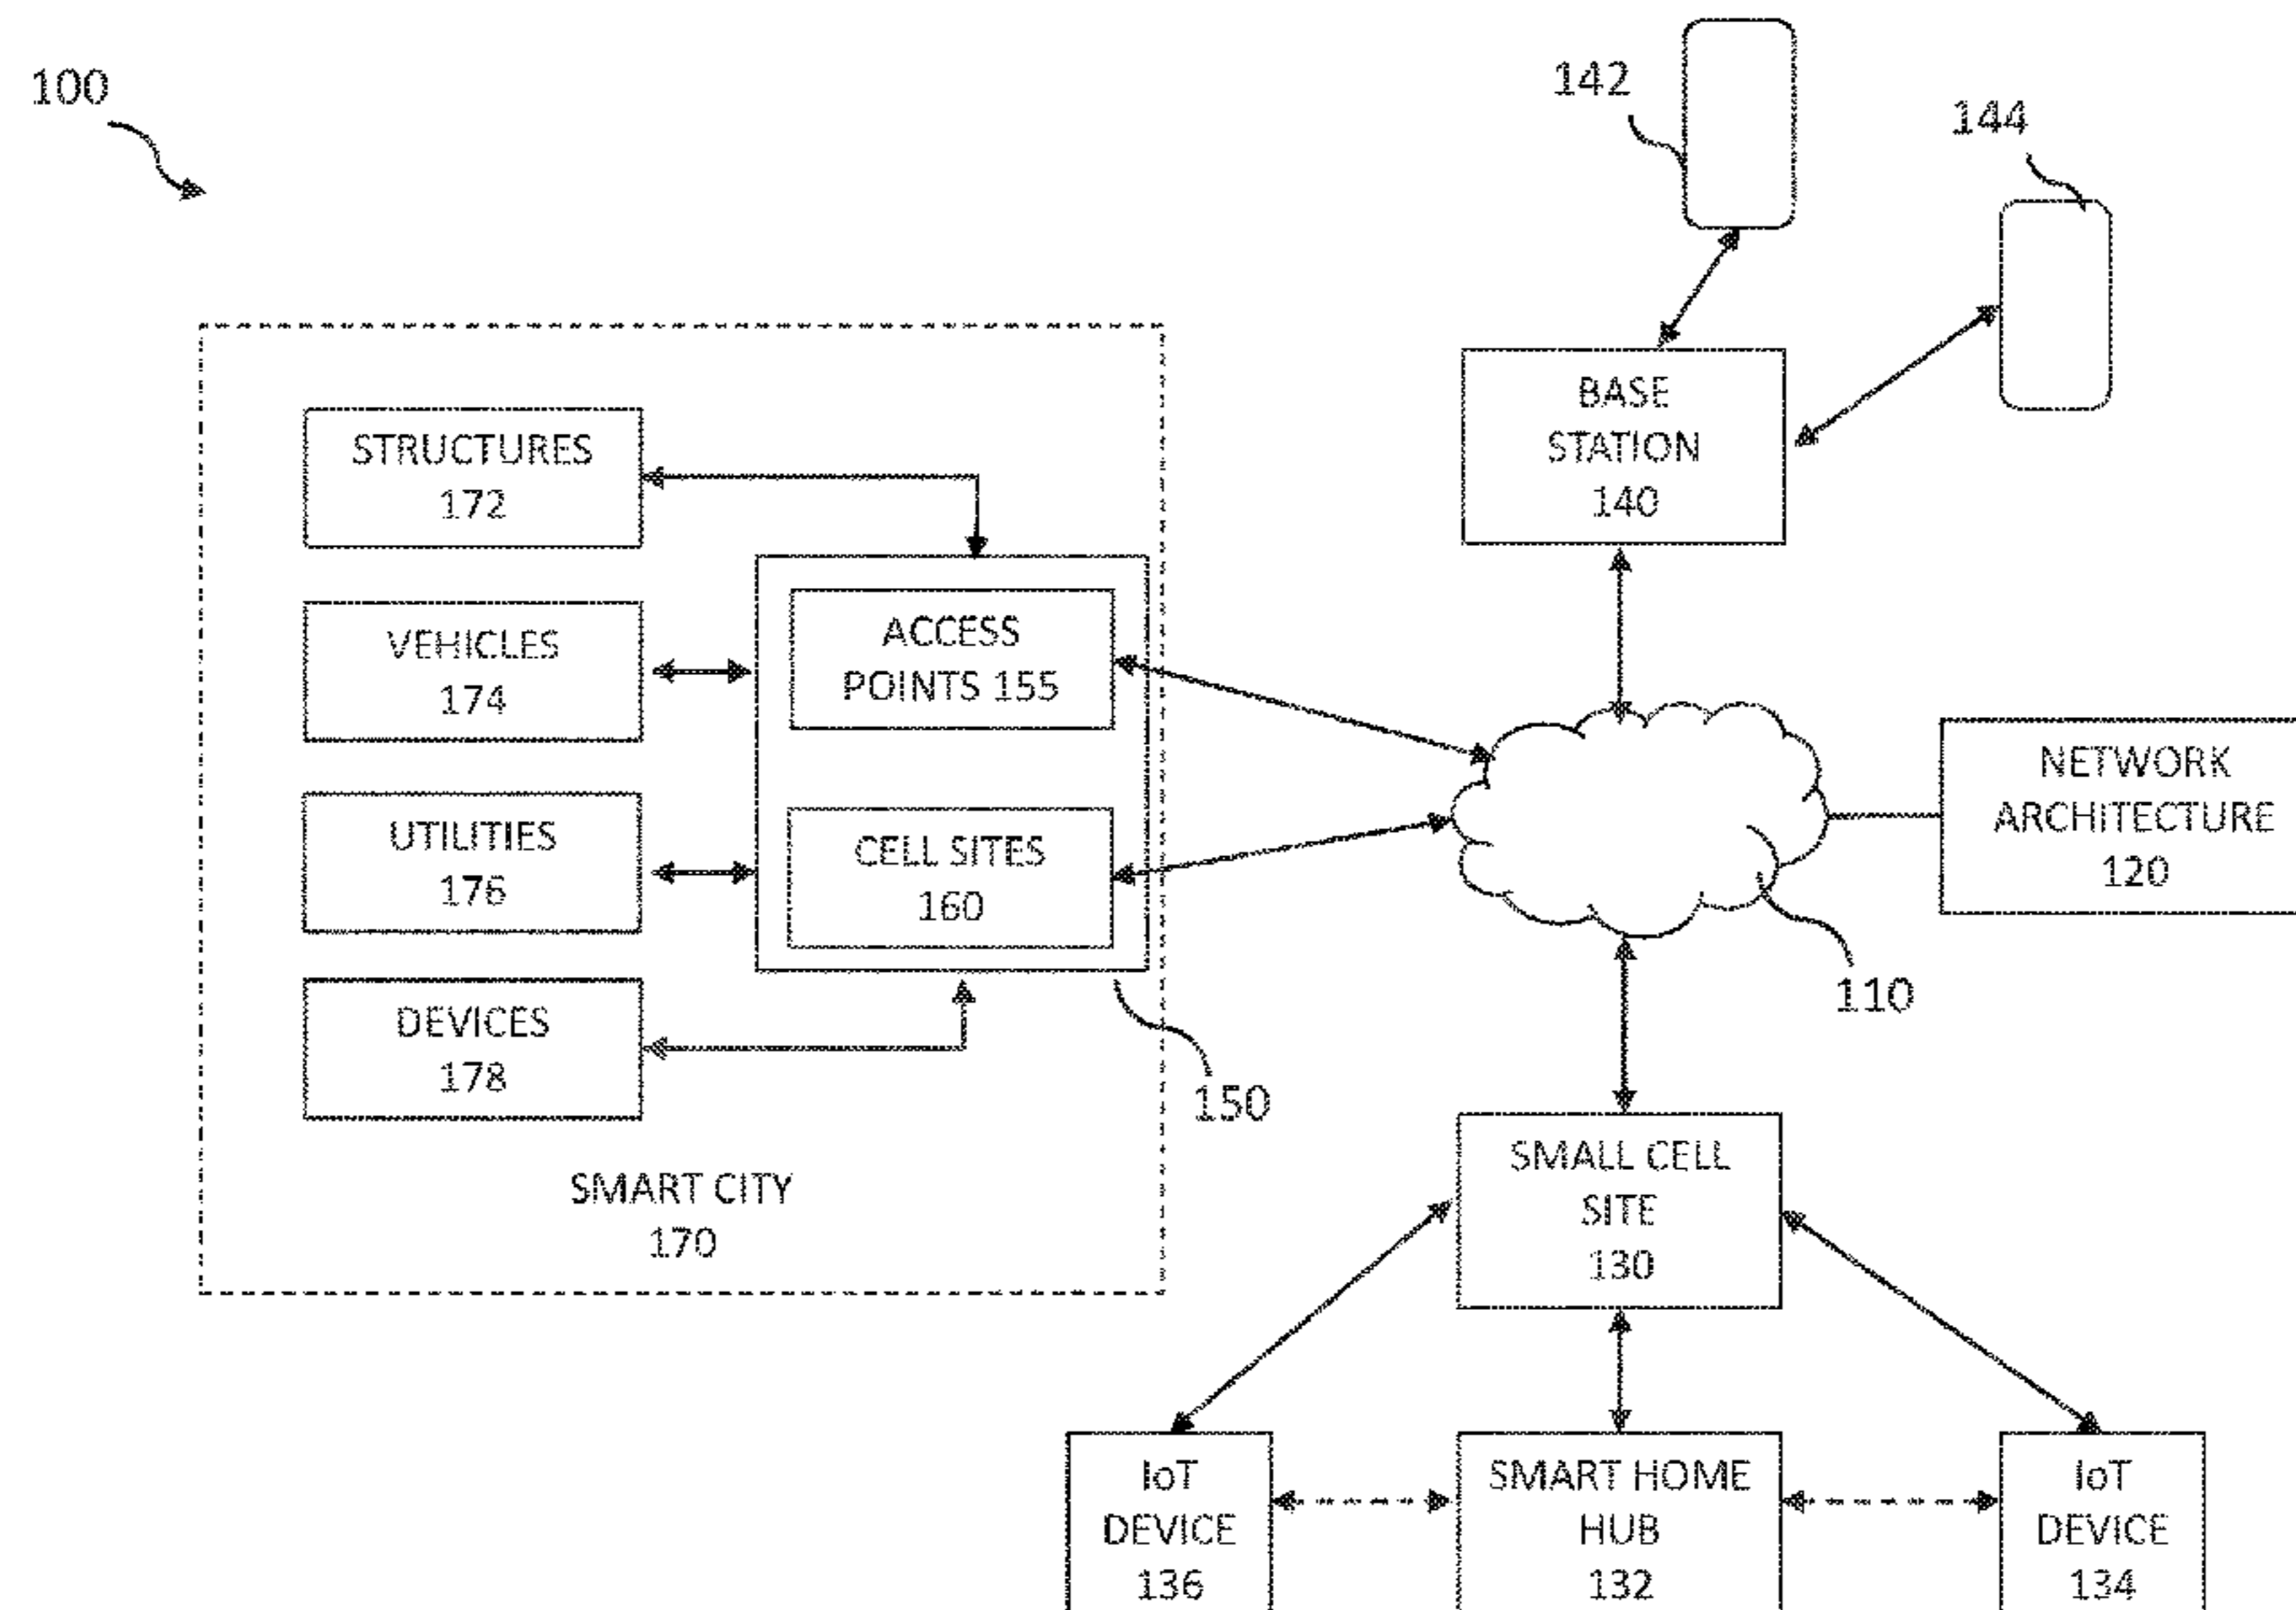 100
142
144
BASE
STATION
140
STRUCTURES
172
VEHICLES
174
UTILITIES
176
DEVICES
178
ACCESS
POINTS 155
CELL SITES
160
150
SMART CITY
170
NETWORK
ARCHITECTURE
120
110
SMALL CELL
SITE
130
IoT
DEVICE
136
SMART HOME
HUB
132
IoT
DEVICE
134